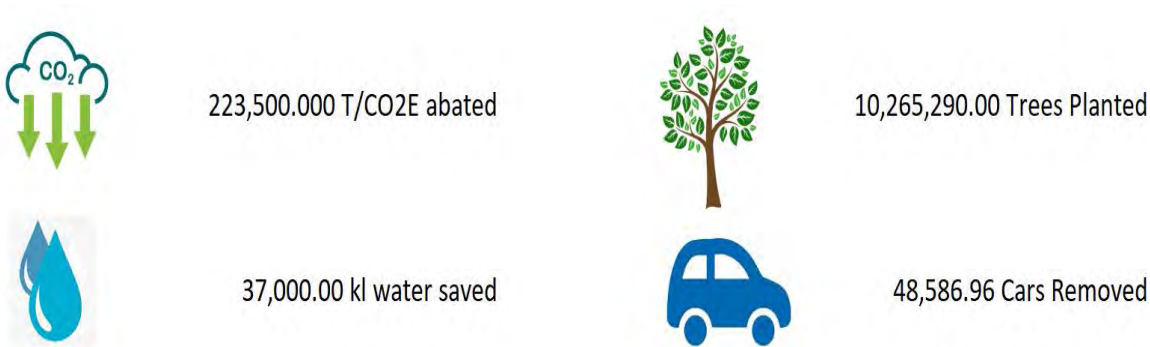 CO2
223,500.000 T/CO2E abated
10,265,290.00 Trees Planted
37,000.00 kl water saved
48,586.96 Cars Removed